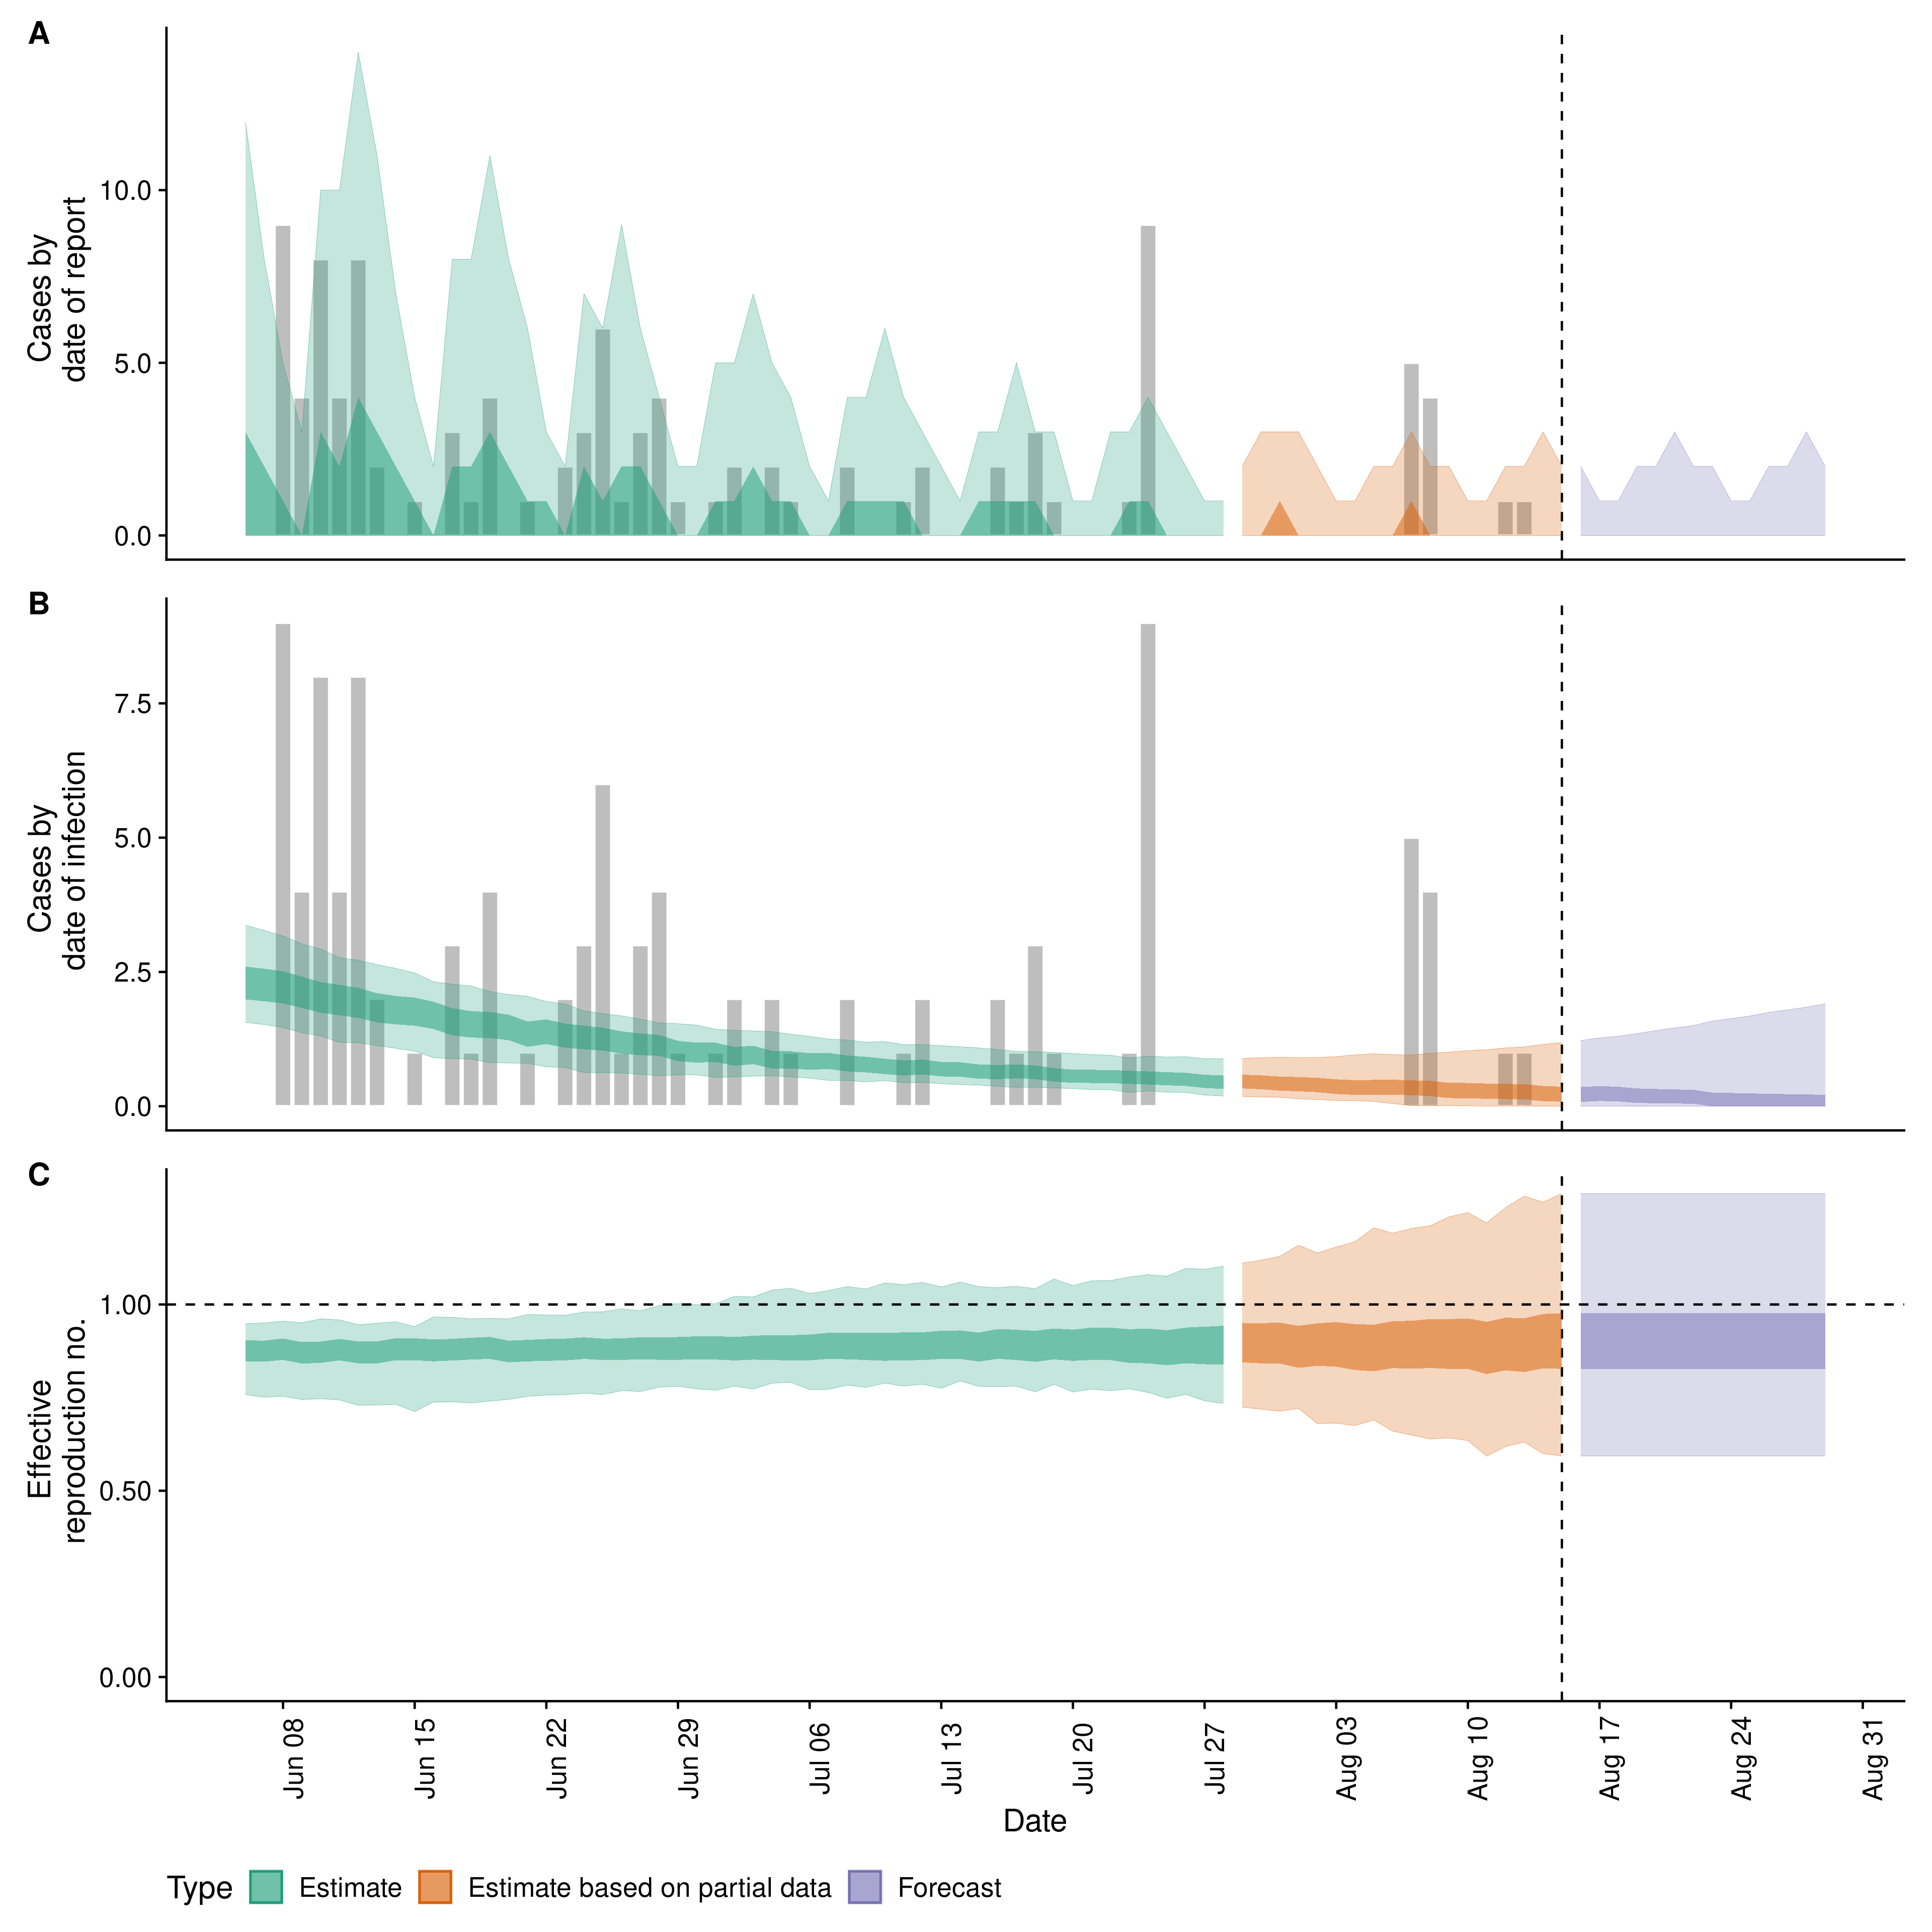 A
Cases by
date of report
10.0
5.0
0.0
B
Cases by
date of infection
7.5
5.0
2.5
0.0
C
Effective
reproduction no.
1.00
0.50
0.00
Jun 08
Jun 15
Jun 22
Jun 29
Jul 06
Jul 13
Jul 20
Jul 27
Aug 03
Aug 10
Aug 17
Aug 24
Aug 31
Date
Type Estimate Estimate based on partial data Forecast